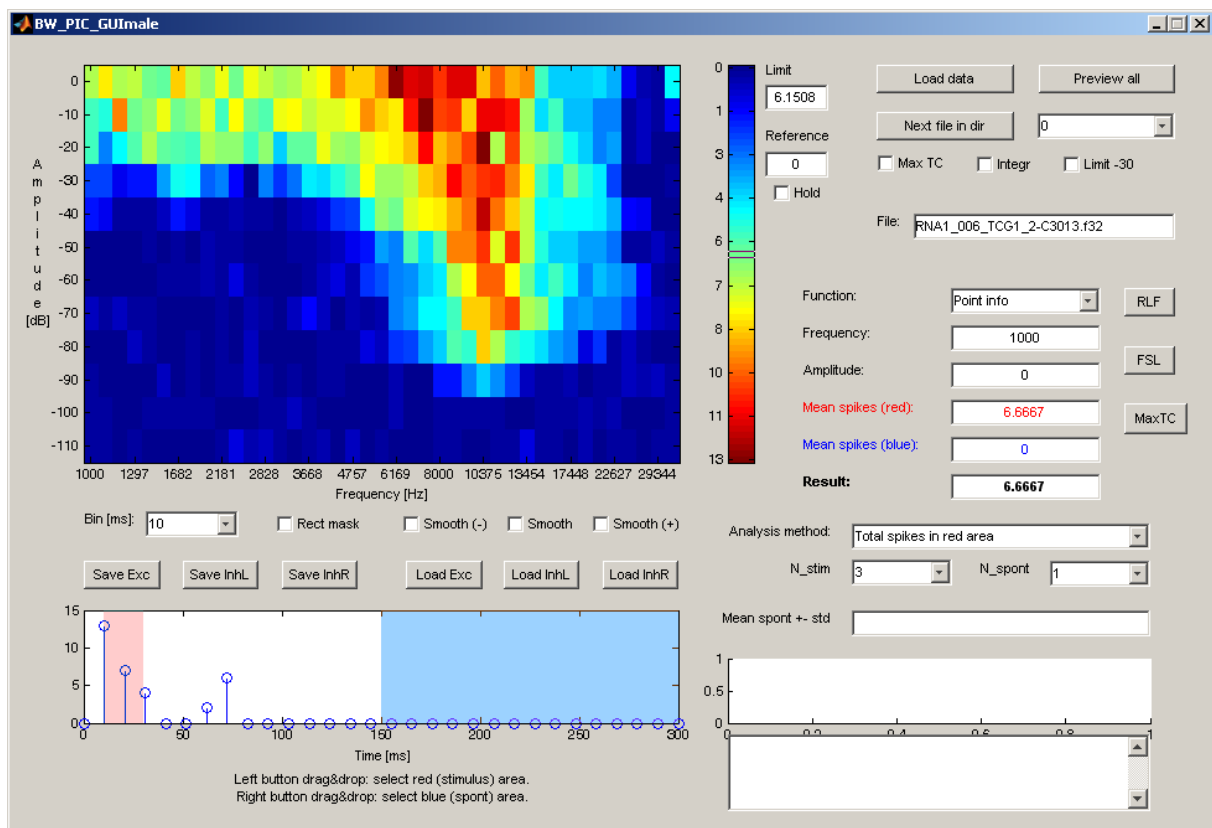 BW_PIC_GUImale
0
-10
-20
-30
-40
-50
-60
-70
-80
-90
-100
-110
Amplitude
[dB]
1000 1297 1682 2181 2828 3668 4757 6169 8000 10375 13454 17448 22627 29344
Frequency [Hz]
0
1
3
4
6
7
8
10
11
13
Limit
6.1508
Reference
0
Hold
Load data
Preview all
Next file in dir
0
Max TC
Integr
Limit -30
File:
RNA1_006_TCG1_2-C3013.f32
Function:
Point info
RLF
Frequency:
1000
Amplitude:
0
FSL
Mean spikes (red):
6.6667
MaxTC
Mean spikes (blue):
0
Result:
6.6667
Bin [ms]:
10
Rect mask
Smooth (-)
Smooth
Smooth (+)
Save Exc
Save InhL
Save InhR
Load Exc
Load InhL
Load InhR
Analysis method:
Total spikes in red area
N_stim
3
N_spont
1
Mean spont +- std
15
10
5
0
0 50 100 150 200 250 300
Time [ms]
Left button drag&drop: select red (stimulus) area.
Right button drag&drop: select blue (spont) area.
1
0.5
0
0 0.2 0.4 0.6 0.8 1